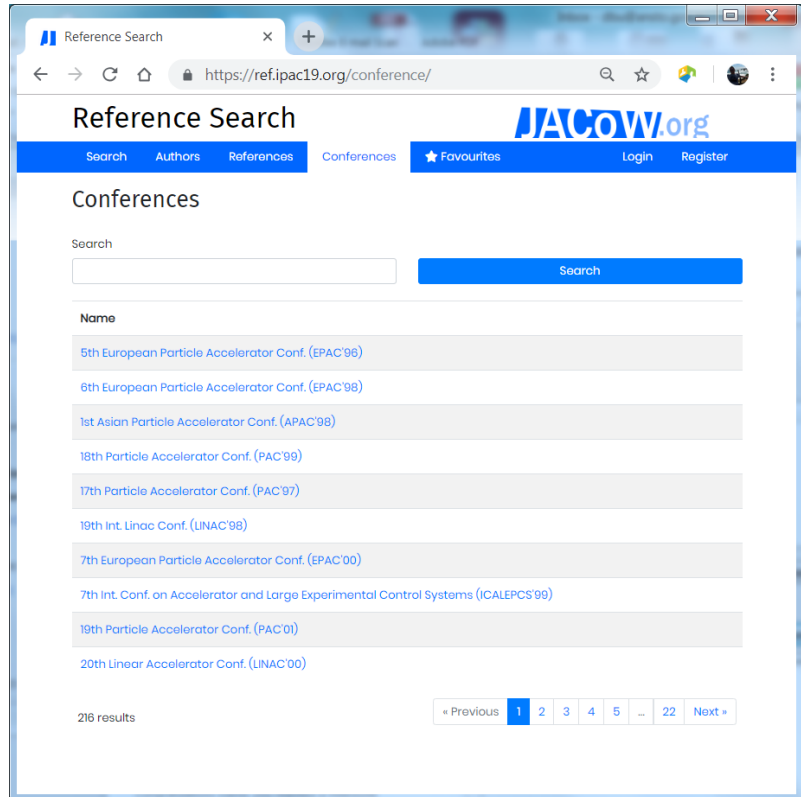 Reference Search
https://ref.ipac19.org/conference/
Reference Search
JACoW.org
Search Authors References Conferences Favourites Login Register
Conferences
Search
Search
Name
5th European Particle Accelerator Conf. (EPAC'96)
6th European Particle Accelerator Conf. (EPAC'98)
1st Asian Particle Accelerator Conf. (APAC'98)
18th Particle Accelerator Conf. (PAC'99)
17th Particle Accelerator Conf. (PAC'97)
19th Int. Linac Conf. (LINAC'98)
7th European Particle Accelerator Conf. (EPAC'00)
7th Int. Conf. on Accelerator and Large Experimental Control Systems (ICALEPCS'99)
19th Particle Accelerator Conf. (PAC'01)
20th Linear Accelerator Conf. (LINAC'00)
216 results
« Previous 1 2 3 4 5 ... 22 Next »